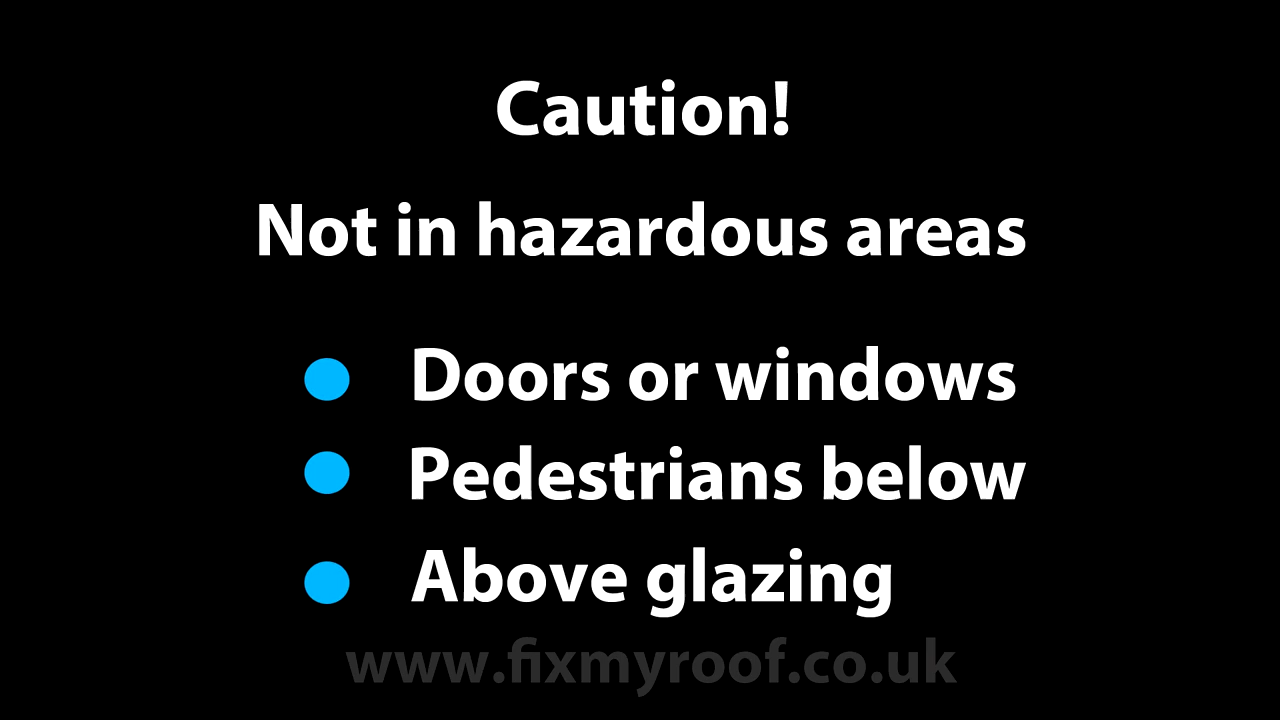 Caution!
Not in hazardous areas
Doors or windows
Pedestrians below
Above glazing
www.fixmyroof.co.uk